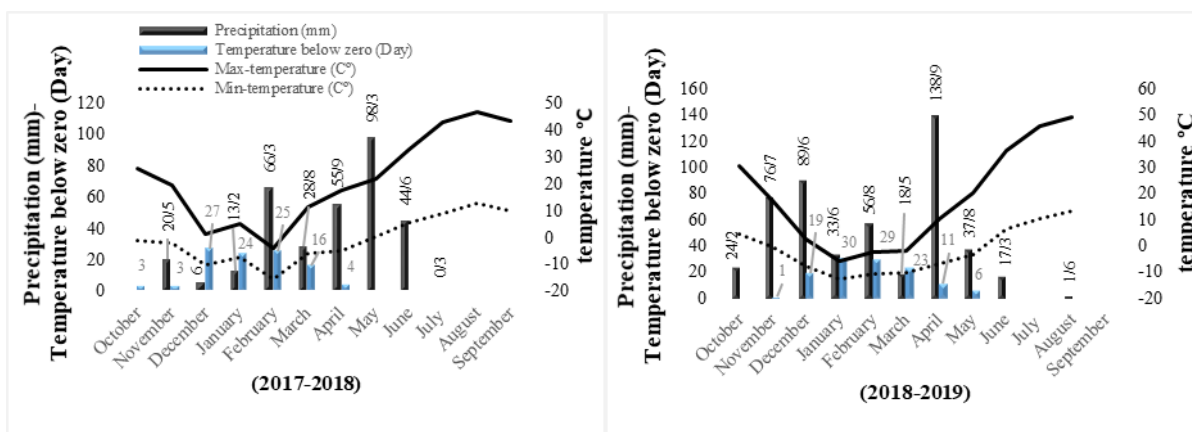 Precipitation (mm)
Temperature below zero (Day)
Max-temperature (C°)
Min-temperature (C°)
Precipitation (mm)-
Temperature below zero (Day)
120
100
80
60
40
20
0
20/5
6
13/2
66/3
28/8
55/9
98/3
44/6
0/3
3
3
27
24
25
16
4
50
40
30
20
10
0
-10
-20
temperature °C
October
November
December
January
February
March
April
May
June
July
August
September
(2017-2018)
Precipitation (mm)-
Temperature below zero (Day)
160
140
120
100
80
60
40
20
0
24/2
76/7
89/6
33/6
56/8
18/5
138/9
37/8
17/3
1/6
1
19
30
29
23
11
6
60
50
40
30
20
10
0
-10
-20
temperature °C
October
November
December
January
February
March
April
May
June
July
August
September
(2018-2019)